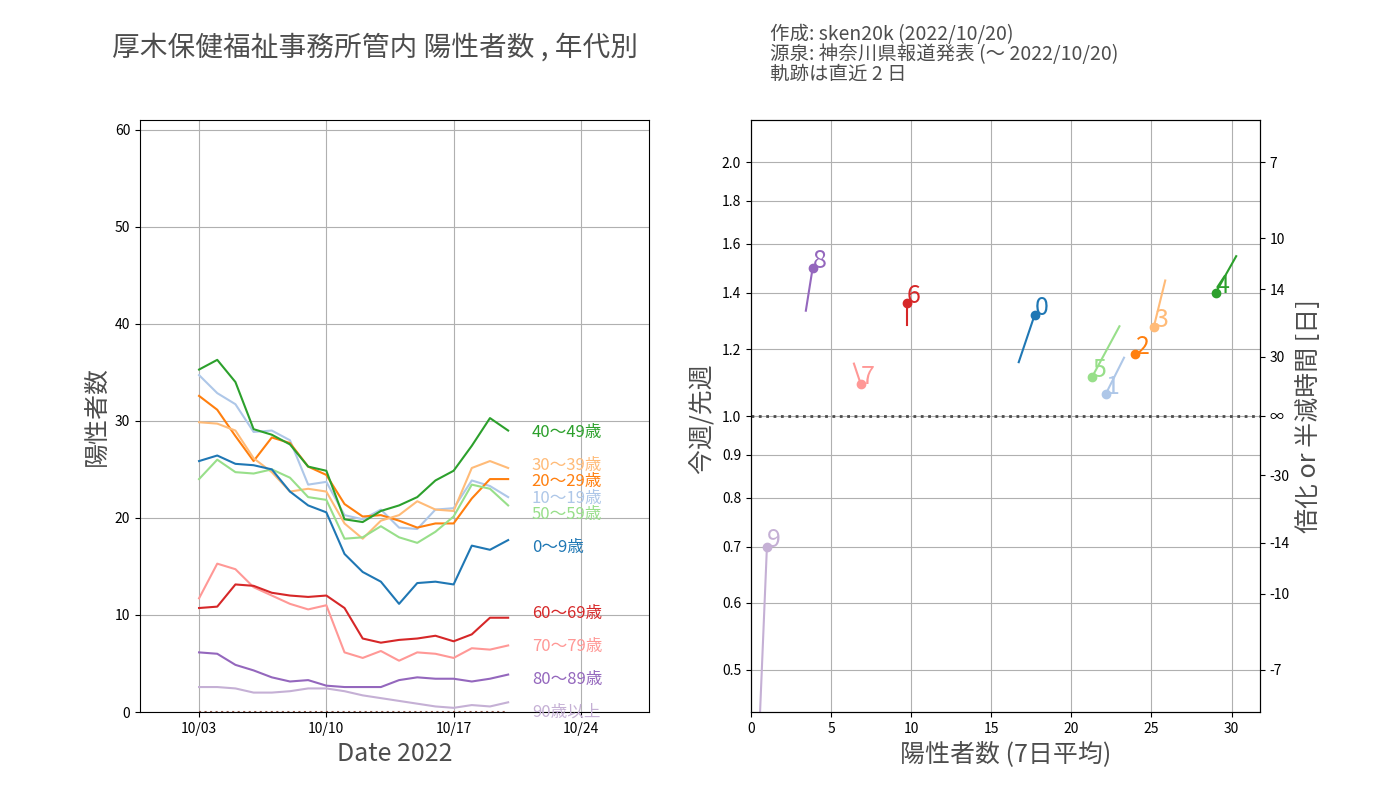 厚木保健福祉事務所管内 陽性者数 , 年代別
作成: sken20k (2022/10/20)
源泉: 神奈川県報道発表 (〜 2022/10/20)
軌跡は直近 2 日
陽性者数
60
50
40
30
20
10
0
40〜49歳
30〜39歳
20〜29歳
10〜19歳
50〜59歳
0〜9歳
60〜69歳
70〜79歳
80〜89歳
90歳以上
10/03
10/10
10/17
10/24
Date 2022
今週/先週
2.0
1.8
1.6
1.4
1.2
1.0
0.9
0.8
0.7
0.6
0.5
8
6
0
4
3
2
7
5
1
9
0
5
10
15
20
25
30
陽性者数 (7日平均)
7
10
14
30
∞
-30
-14
-10
-7
倍化 or 半減時間 [日]